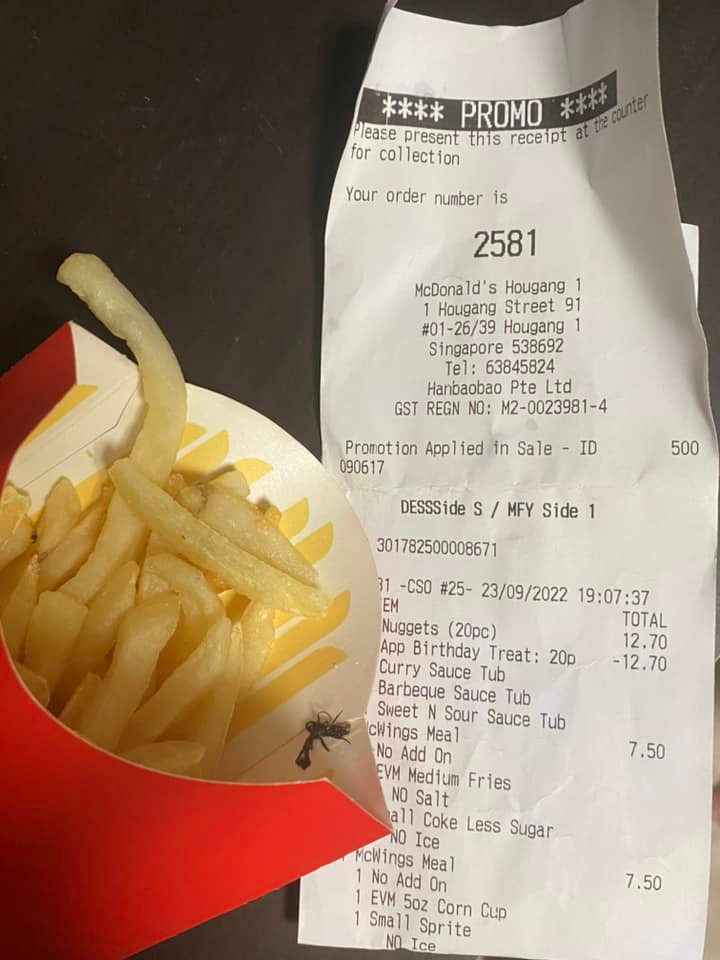 **** PROMO ****
Please present this receipt at the counter
for collection
Your order number is
2581
McDonald's Hougang 1
1 Hougang Street 91
#01-26/39 Hougang 1
Singapore 538692
Tel: 63845824
Hanbaobao Pte Ltd
GST REGN NO: M2-0023981-4
Promotion Applied in Sale - ID 500
090617
DESSSide S / MFY Side 1
301782500008671
31 -CSO #25- 23/09/2022 19:07:37
EM TOTAL
Nuggets (20pc) 12.70
App Birthday Treat: 20p -12.70
Curry Sauce Tub
Barbeque Sauce Tub
Sweet N Sour Sauce Tub
cWings Meal 7.50
No Add On
EVM Medium Fries
NO Salt
all Coke Less Sugar
NO Ice
McWings Meal 7.50
1 No Add On
1 EVM 5oz Corn Cup
1 Small Sprite
NO Ice